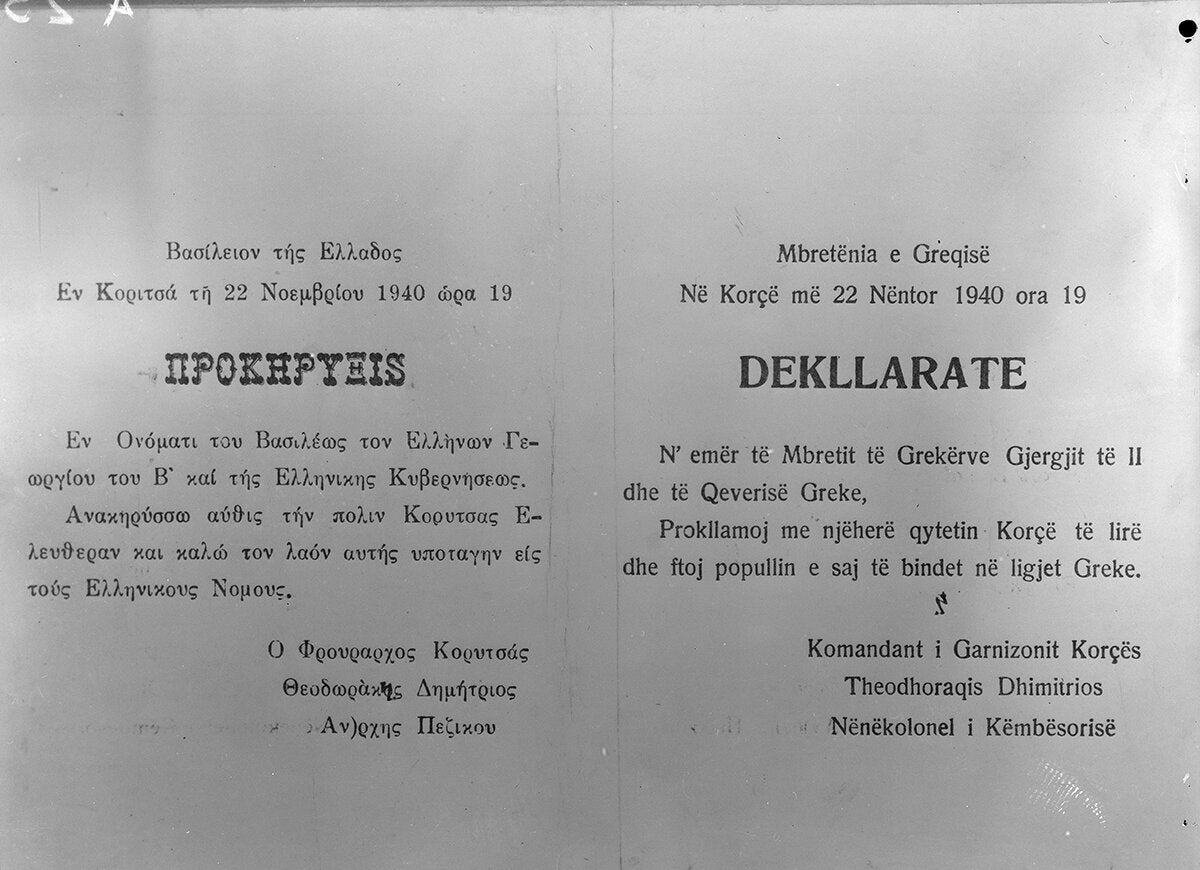 Βασίλειον τής Ελλαδος
Εν Κοριτσά τῆ 22 Νοεμβρίου 1940 ώρα 19
ΠΡΟΚΗΡΥΞΙS
Εν Ονόματι του Βασιλέως τον Ελλήνων Γε-
ωργίου του Β' καί τής Ελληνικης Κυβερνήσεως.
Ανακηρύσσω αύθις τήν πολιν Κορυτσας Ε-
λευθεραν και καλώ τον λαόν αυτής υποταγην είς
τούς Ελληνικους Νομους.
Ο Φρουραρχος Κορυτσάς
Θεοδωράκης Δημήτριος
Αν)ρχης Πεζικου
Mbretënia e Greqisë
Në Korçë më 22 Nëntor 1940 ora 19
DEKLLARATE
N' emër të Mbretit të Grekërve Gjergjit të II
dhe të Qeverisë Greke,
Prokllamoj me njëherë qytetin Korçë të lirë
dhe ftoj popullin e saj të bindet në ligjet Greke.
Komandant i Garnizonit Korçës
Theodhoraqis Dhimitrios
Nënëkolonel i Këmbësorisë